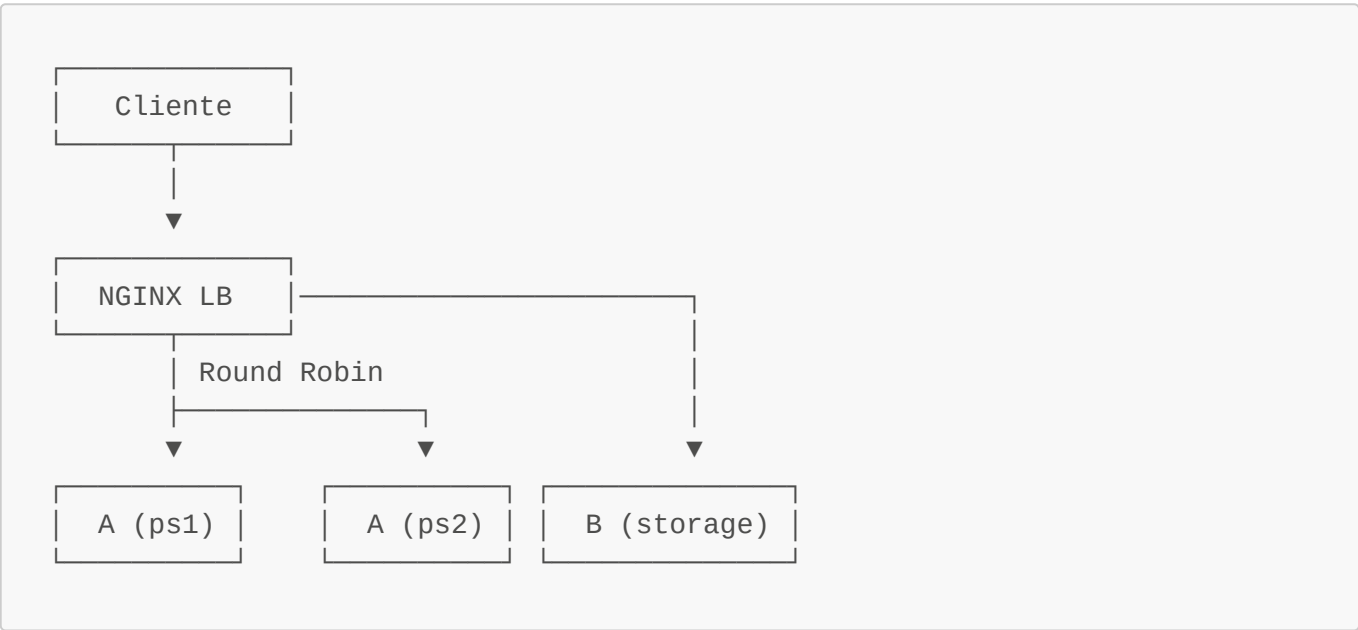 Cliente
NGINX LB
Round Robin
A (ps1) A (ps2) B (storage)